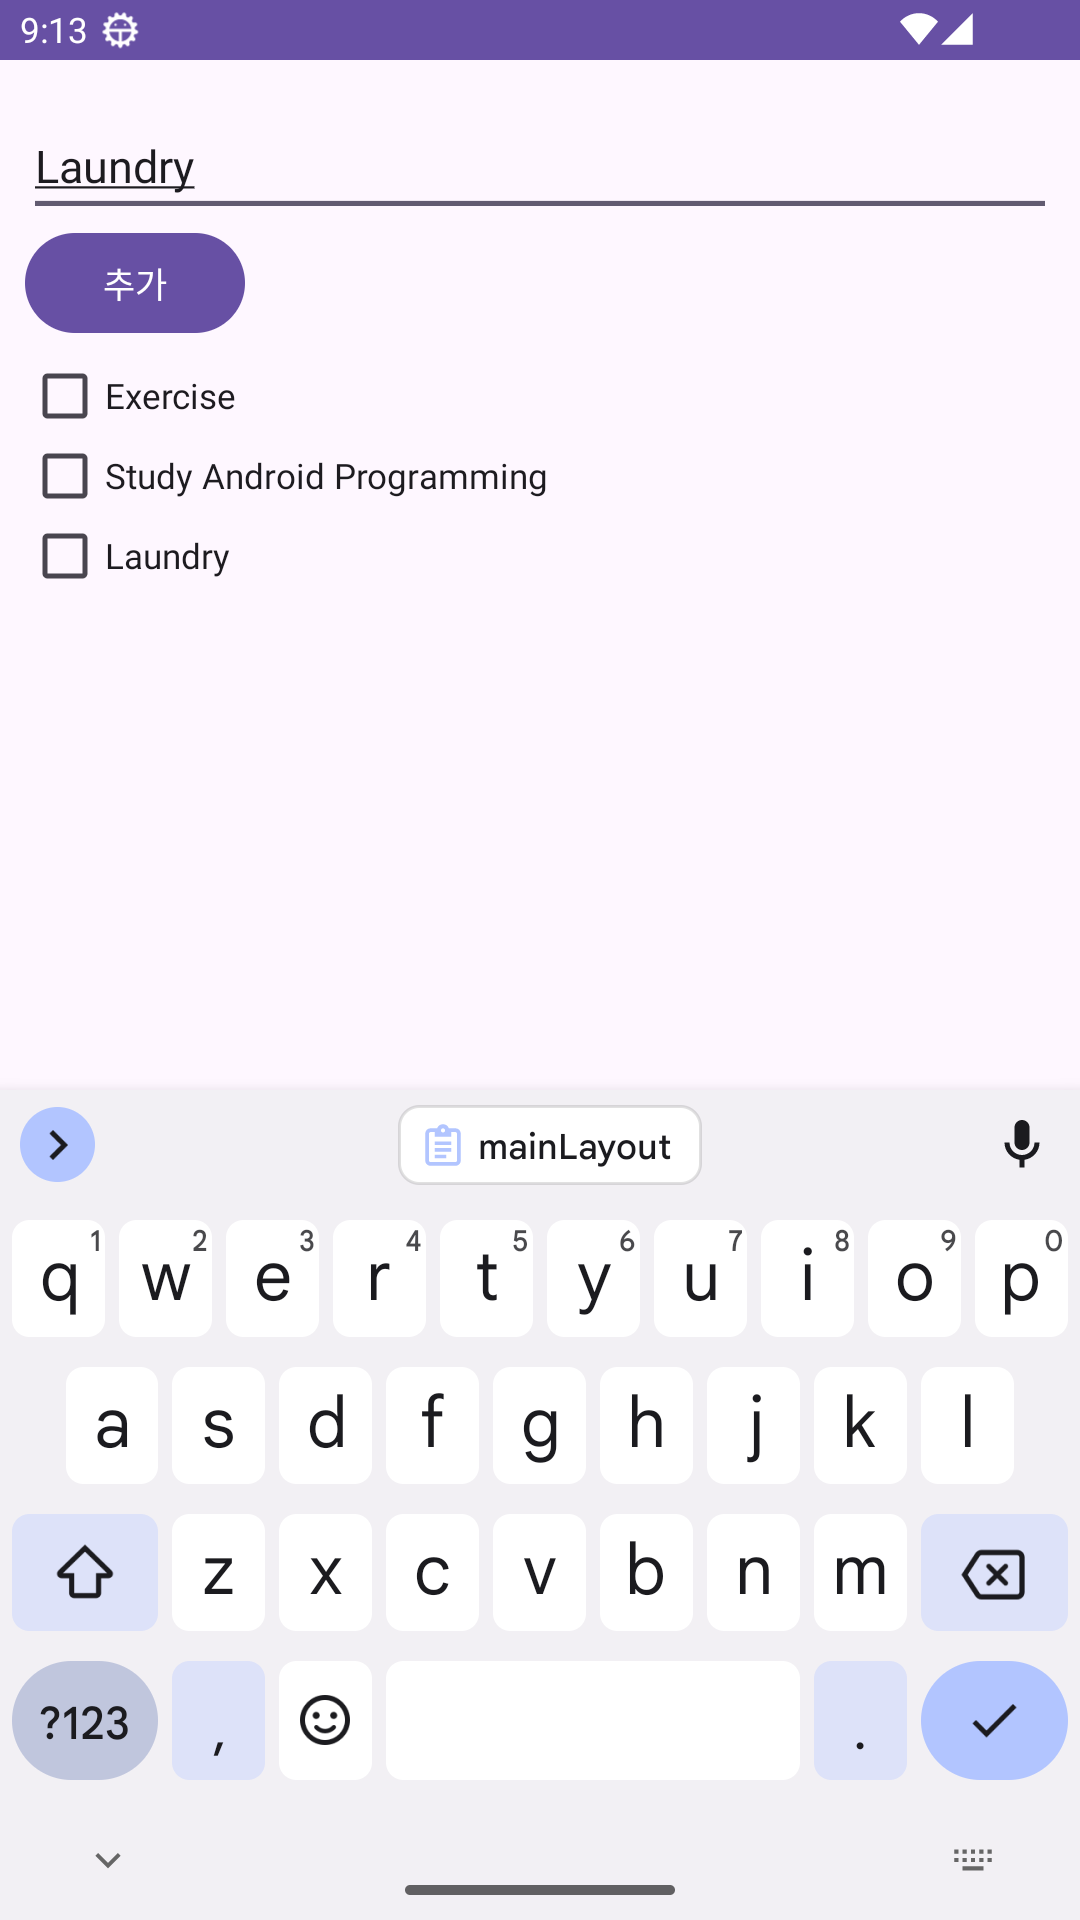 9:13
Laundry
추가
Exercise
Study Android Programming
Laundry
mainLayout
q 1 w 2 e 3 r 4 t 5 y 6 u 7 i 8 o 9 p 0
a s d f g h j k l
z x c v b n m
?123 , .